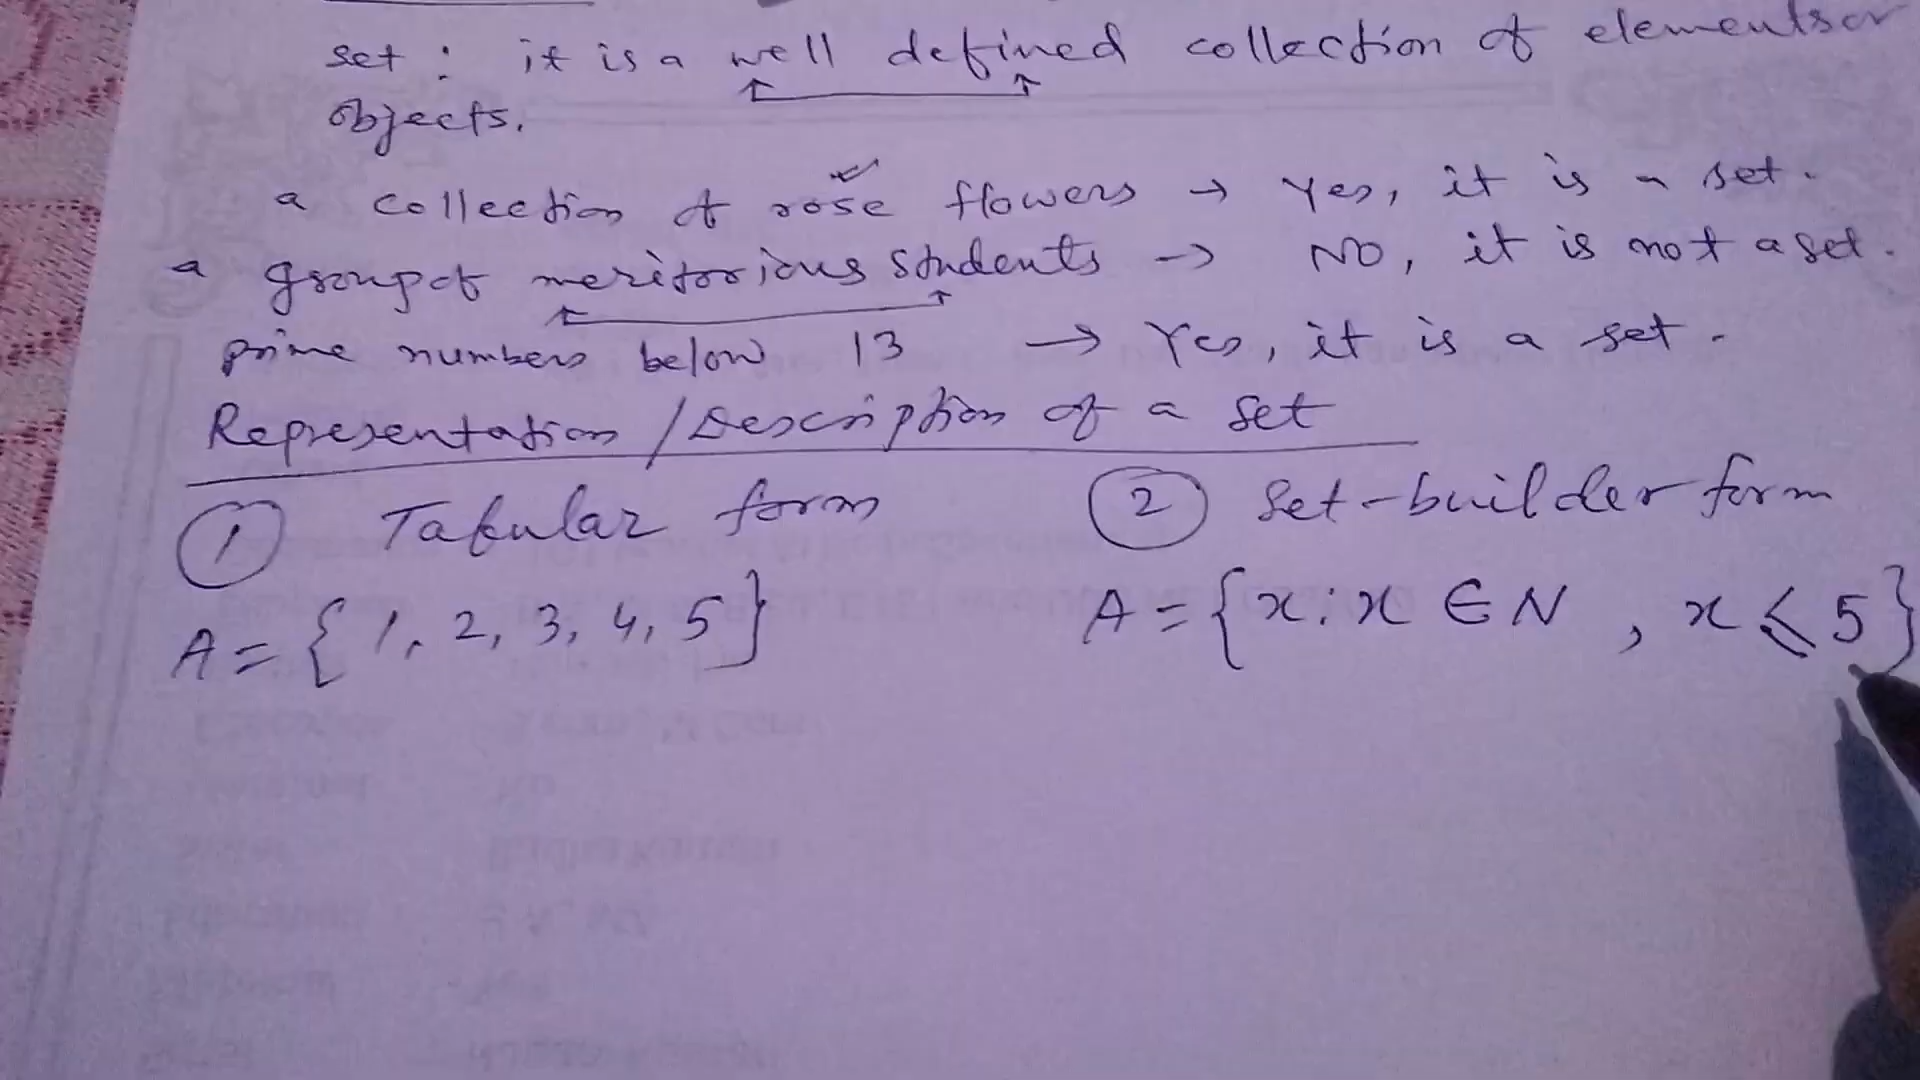 set : it is a well defined collection of elements or
objects.
a collection of rose flowers → Yes, it is a set.
a group of meritorious students → NO, it is not a set.
prime numbers below 13 → Yes, it is a set.
Representation / Description of a set
1 Tabular form 2 Set-builder form
A = { 1, 2, 3, 4, 5 } A = { x : x ∈ N , x ≤ 5 }